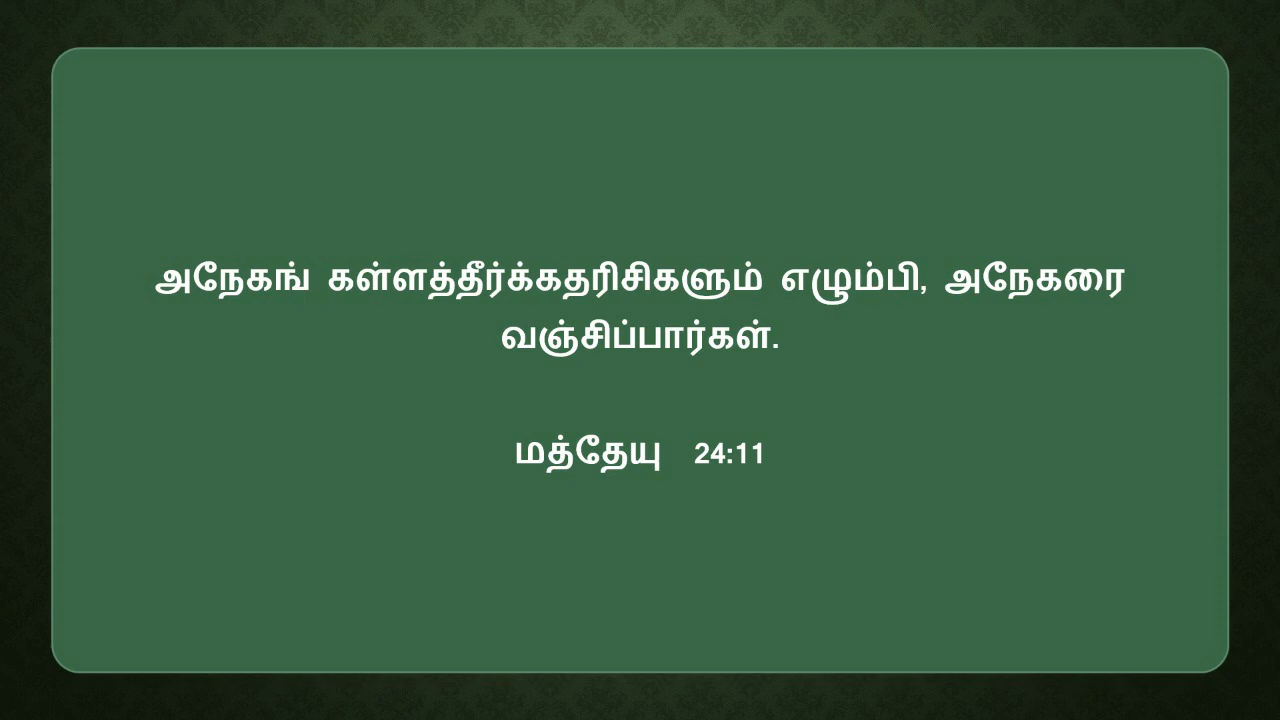 அநேகங் கள்ளத்தீர்க்கதரிசிகளும் எழும்பி, அநேகரை
வஞ்சிப்பார்கள்.
மத்தேயு 24:11